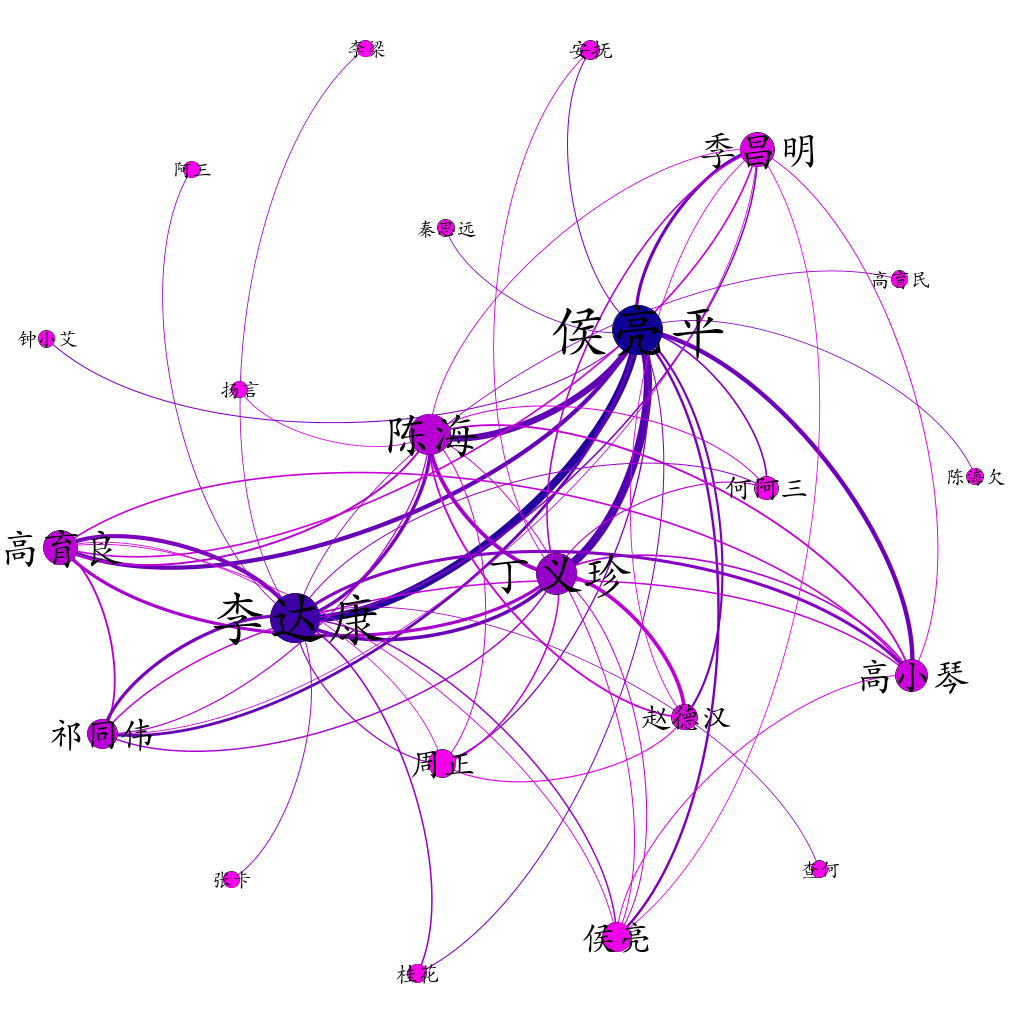 李梁
安抚
季昌明
阿三
秦思远
高育民
侯亮平
钟小艾
扬言
陈海
陈海欠
何阿三
高育良
丁义珍
李达康
高小琴
赵德汉
祁同伟
周正
查何
张卡
侯亮
桂花